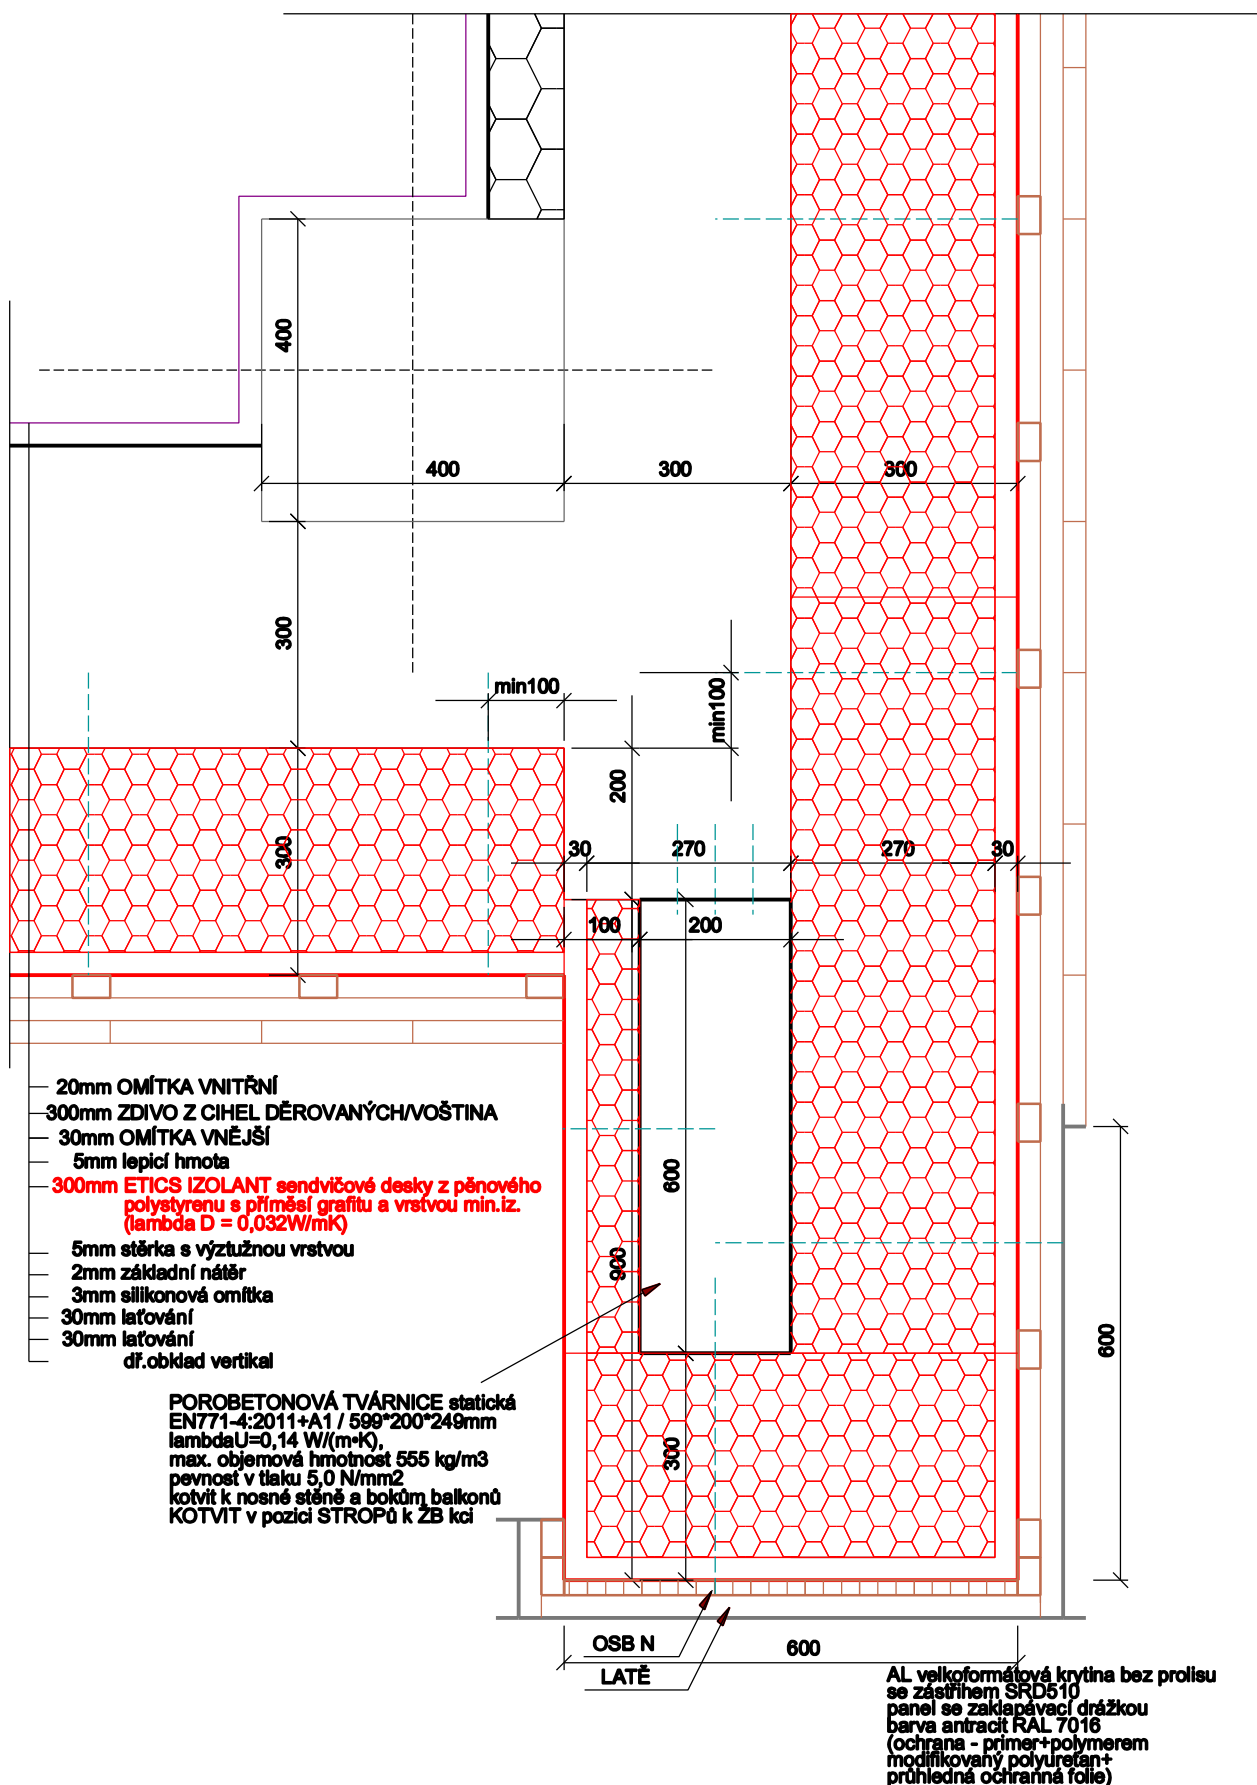 400
400
300
300
300
min100
min100
200
300
30
270
270
30
100
200
600
900
600
300
20mm OMÍTKA VNITŘNÍ
300mm ZDIVO Z CIHEL DĚROVANÝCH/VOŠTINA
30mm OMÍTKA VNĚJŠÍ
5mm lepicí hmota
300mm ETICS IZOLANT sendvičové desky z pěnového
polystyrenu s příměsí grafitu a vrstvou min.iz.
(lambda D = 0,032W/mK)
5mm stěrka s výztužnou vrstvou
2mm základní nátěr
3mm silikonová omítka
30mm laťování
30mm laťování
dř.obklad vertikal
POROBETONOVÁ TVÁRNICE statická
EN771-4:2011+A1 / 599*200*249mm
lambdaU=0,14 W/(m•K),
max. objemová hmotnost 555 kg/m3
pevnost v tlaku 5,0 N/mm2
kotvit k nosné stěně a bokům balkonů
KOTVIT v pozici STROPů k ŽB kci
OSB N
LATĚ
600
AL velkoformátová krytina bez prolisu
se zástřihem SRD510
panel se zaklapávací drážkou
barva antracit RAL 7016
(ochrana - primer+polymerem
modifikovaný polyuretan+
průhledná ochranná folie)